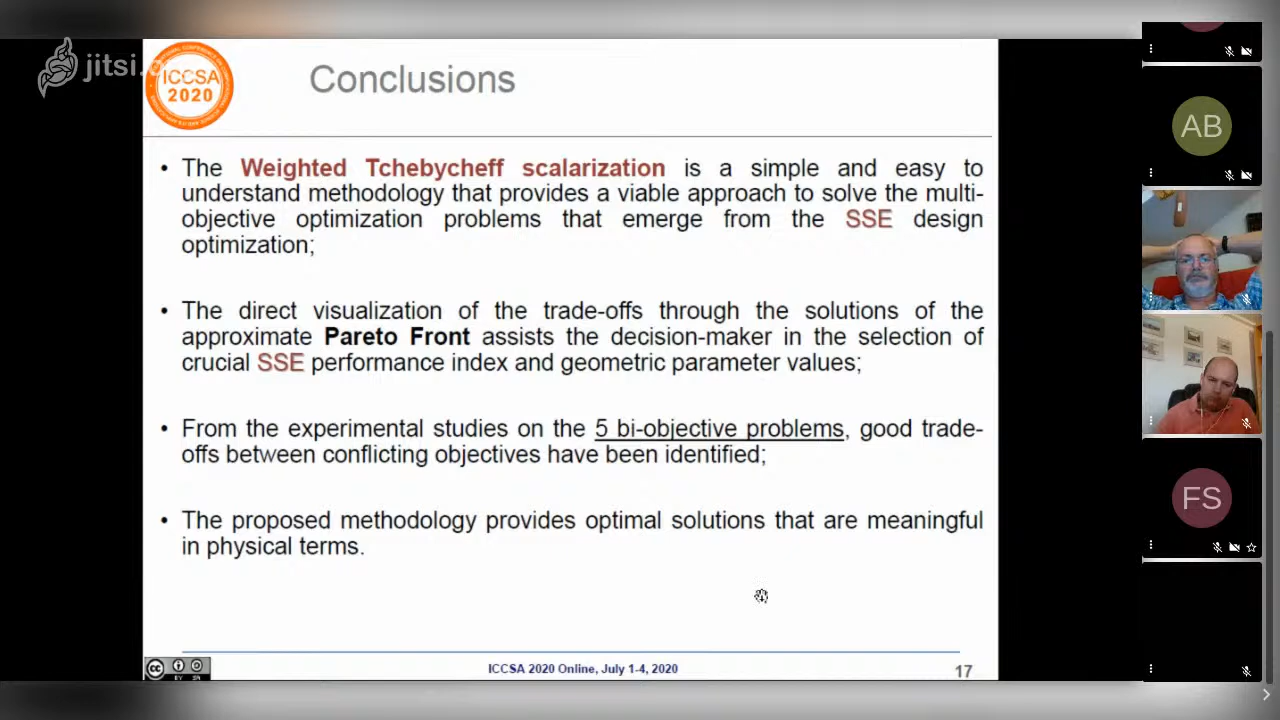 jitsi.o
ICCSA
2020
Conclusions
• The Weighted Tchebycheff scalarization is a simple and easy to
understand methodology that provides a viable approach to solve the multi-
objective optimization problems that emerge from the SSE design
optimization;
• The direct visualization of the trade-offs through the solutions of the
approximate Pareto Front assists the decision-maker in the selection of
crucial SSE performance index and geometric parameter values;
• From the experimental studies on the 5 bi-objective problems, good trade-
offs between conflicting objectives have been identified;
• The proposed methodology provides optimal solutions that are meaningful
in physical terms.
cc
BY
ICCSA 2020 Online, July 1-4, 2020
17
AB
FS